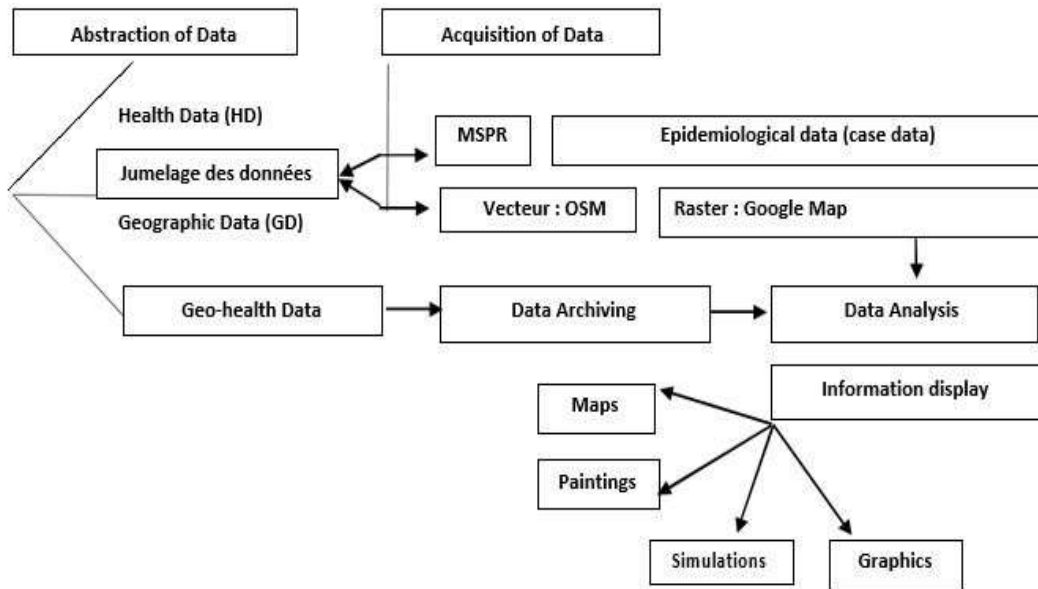 Abstraction of Data
Acquisition of Data
Health Data (HD)
MSPR
Epidemiological data (case data)
Jumelage des données
Vecteur : OSM
Raster : Google Map
Geographic Data (GD)
Geo-health Data
Data Archiving
Data Analysis
Information display
Maps
Paintings
Simulations
Graphics